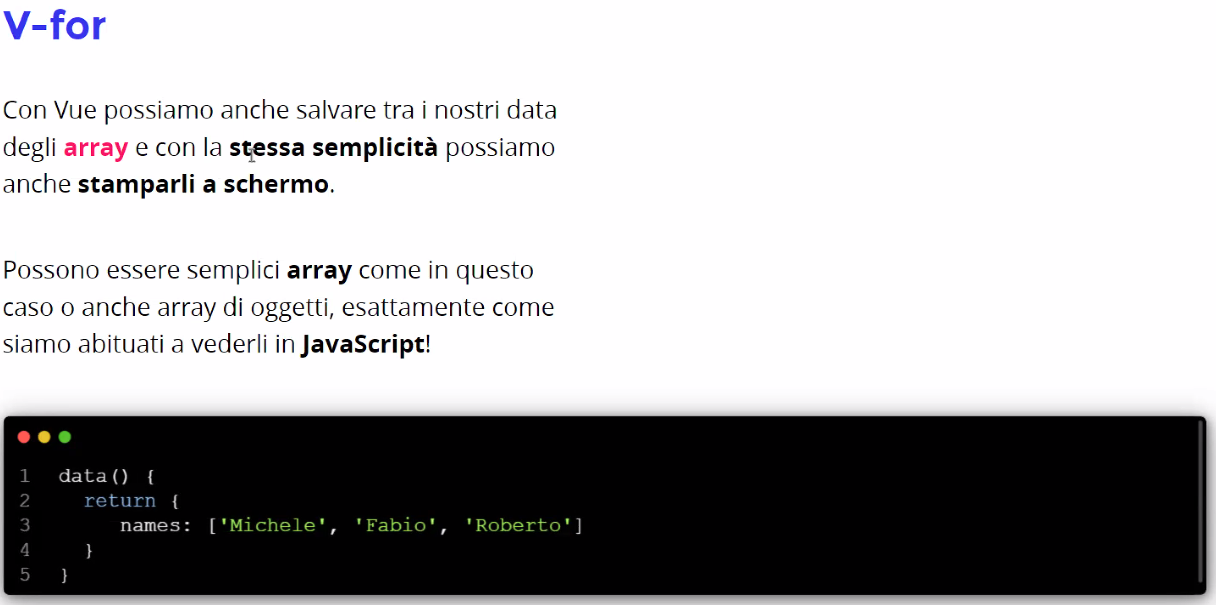 V-for
Con Vue possiamo anche salvare tra i nostri data
degli array e con la stessa semplicità possiamo
anche stamparli a schermo.
Possono essere semplici array come in questo
caso o anche array di oggetti, esattamente come
siamo abituati a vederli in JavaScript!
1 data() {
2 return {
3 names: ['Michele', 'Fabio', 'Roberto']
4 }
5 }